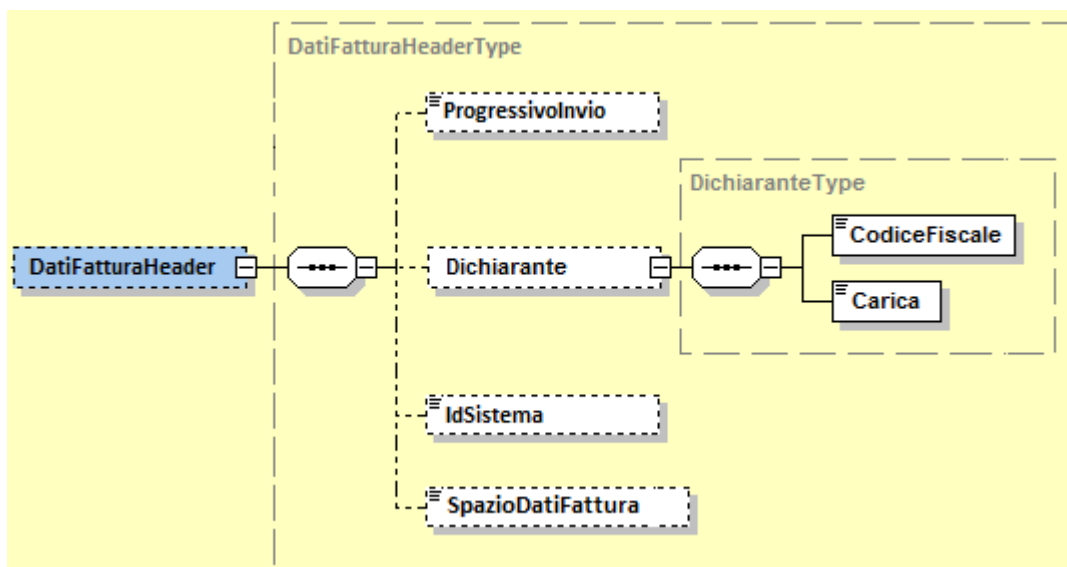 DatiFatturaHeaderType
ProgressivoInvio
DichiaranteType
CodiceFiscale
DatiFatturaHeader
Dichiarante
Carica
IdSistema
SpazioDatiFattura